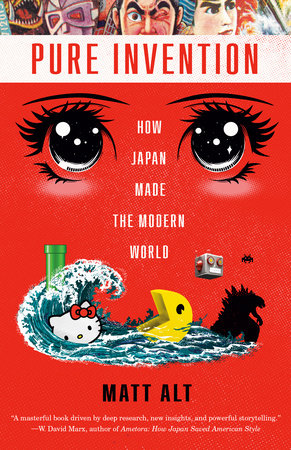 PURE INVENTION
HOW
JAPAN
MADE
THE MODERN
WORLD
MATT ALT
“A masterful book driven by deep research, new insights, and powerful storytelling.”
—W. David Marx, author of Ametora: How Japan Saved American Style